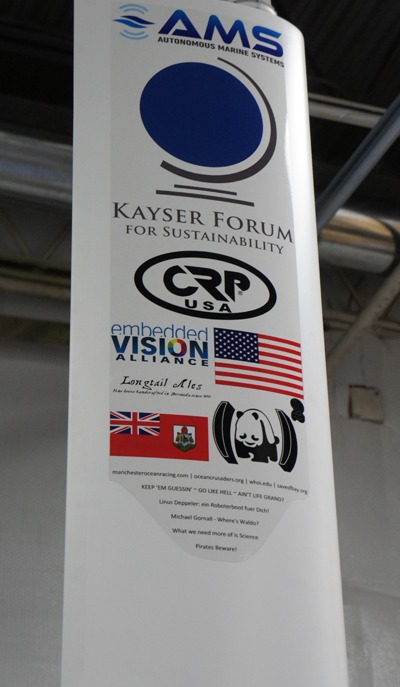 AMS
AUTONOMOUS MARINE SYSTEMS
KAYSER FORUM
FOR SUSTAINABILITY
CRP
USA
embedded
VISION
ALLIANCE
Longtail Ales
manchesteroceanracing.com | oceancrusaders.org | whoi.edu | saveofbay.org
KEEP 'EM GUESSIN' ~ GO LIKE HELL ~ AIN'T LIFE GRAND?
Linus Deppeler: ein Roboterboot fuer Dich!
Michael Gornall - Where's Waldo?
What we need more of is Science
Pirates Beware!